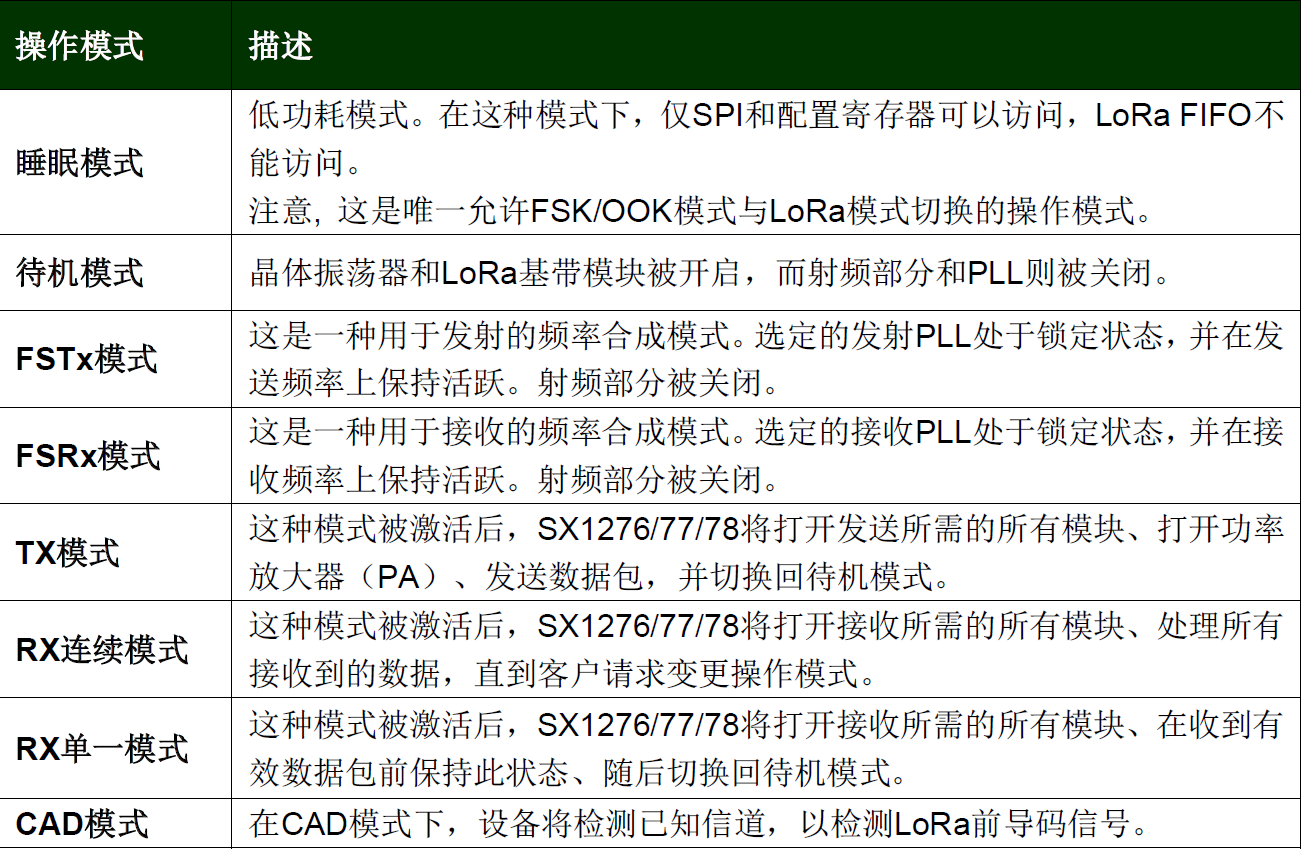 操作模式 描述
睡眠模式
低功耗模式。在这种模式下，仅SPI和配置寄存器可以访问，LoRa FIFO不
能访问。
注意, 这是唯一允许FSK/OOK模式与LoRa模式切换的操作模式。
待机模式 晶体振荡器和LoRa基带模块被开启，而射频部分和PLL则被关闭。
FSTx模式
这是一种用于发射的频率合成模式。选定的发射PLL处于锁定状态，并在发
送频率上保持活跃。射频部分被关闭。
FSRx模式
这是一种用于接收的频率合成模式。选定的接收PLL处于锁定状态，并在接
收频率上保持活跃。射频部分被关闭。
TX模式
这种模式被激活后，SX1276/77/78将打开发送所需的所有模块、打开功率
放大器（PA）、发送数据包，并切换回待机模式。
RX连续模式
这种模式被激活后，SX1276/77/78将打开接收所需的所有模块、处理所有
接收到的数据，直到客户请求变更操作模式。
RX单一模式
这种模式被激活后，SX1276/77/78将打开接收所需的所有模块、在收到有
效数据包前保持此状态、随后切换回待机模式。
CAD模式 在CAD模式下，设备将检测已知信道，以检测LoRa前导码信号。